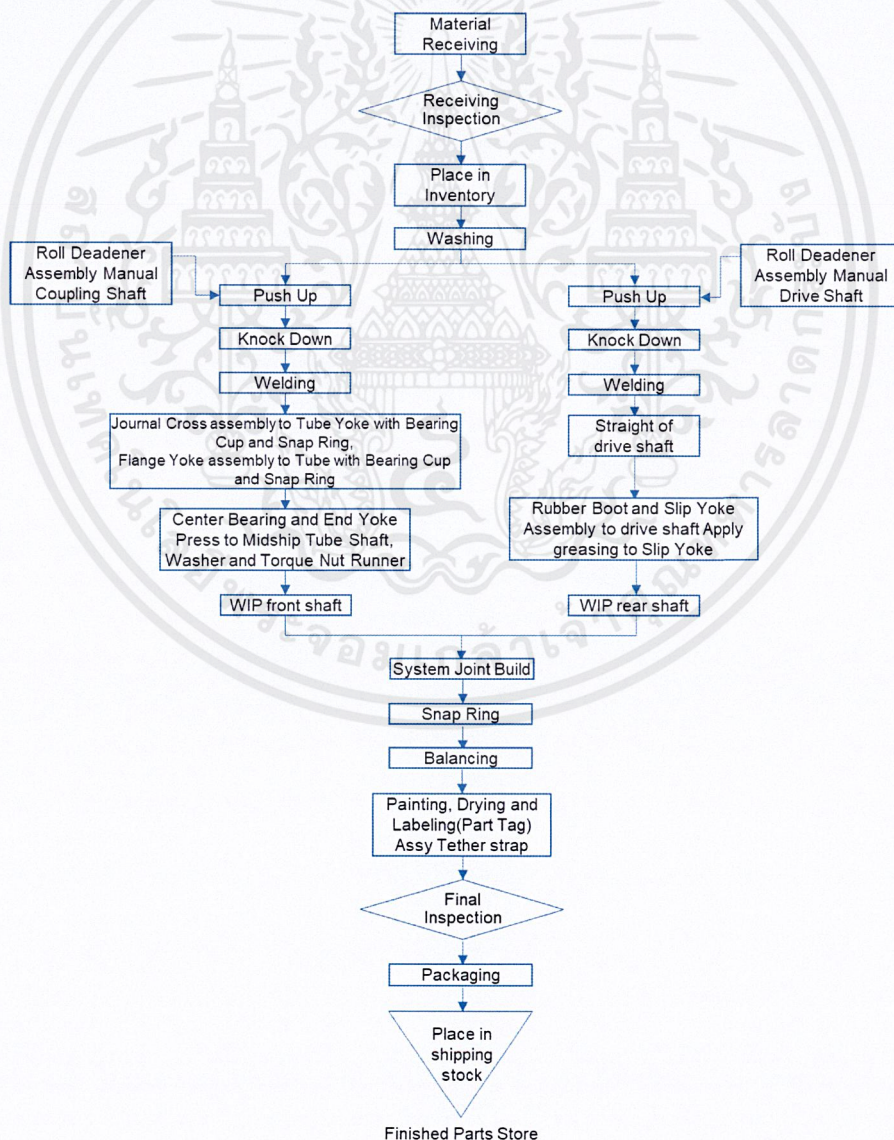 Material
Receiving
Receiving
Inspection
Place in
Inventory
Washing
Roll Deadener
Assembly Manual
Coupling Shaft
Roll Deadener
Assembly Manual
Drive Shaft
Push Up
Knock Down
Welding
Journal Cross assembly to Tube Yoke with Bearing
Cup and Snap Ring,
Flange Yoke assembly to Tube with Bearing Cup
and Snap Ring
Center Bearing and End Yoke
Press to Midship Tube Shaft,
Washer and Torque Nut Runner
WIP front shaft
Push Up
Knock Down
Welding
Straight of
drive shaft
Rubber Boot and Slip Yoke
Assembly to drive shaft Apply
greasing to Slip Yoke
WIP rear shaft
System Joint Build
Snap Ring
Balancing
Painting, Drying and
Labeling(Part Tag)
Assy Tether strap
Final
Inspection
Packaging
Place in
shipping
stock
Finished Parts Store